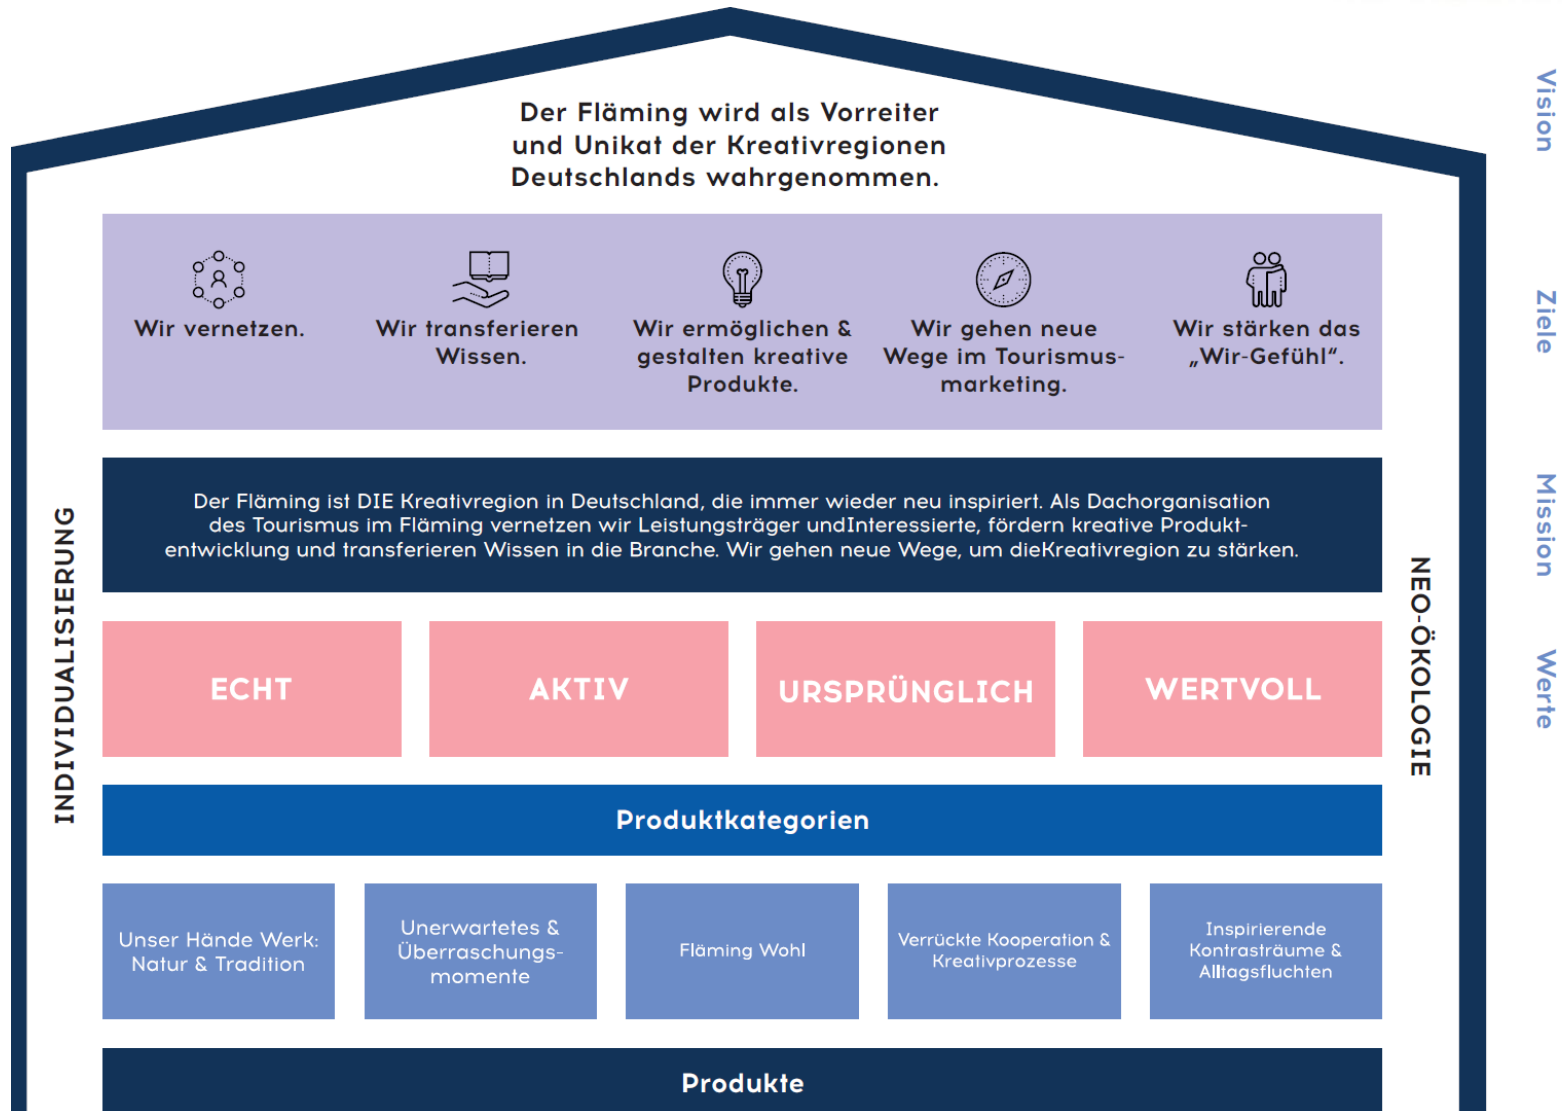 Der Fläming wird als Vorreiter
und Unikat der Kreativregionen
Deutschlands wahrgenommen.
Vision
Wir vernetzen.
Wir transferieren
Wissen.
Wir ermöglichen &
gestalten kreative
Produkte.
Wir gehen neue
Wege im Tourismus-
marketing.
Wir stärken das
„Wir-Gefühl“.
Ziele
Der Fläming ist DIE Kreativregion in Deutschland, die immer wieder neu inspiriert. Als Dachorganisation
des Tourismus im Fläming vernetzen wir Leistungsträger undInteressierte, fördern kreative Produkt-
entwicklung und transferieren Wissen in die Branche. Wir gehen neue Wege, um dieKreativregion zu stärken.
Mission
INDIVIDUALISIERUNG
NEO-ÖKOLOGIE
ECHT
AKTIV
URSPRÜNGLICH
WERTVOLL
Werte
Produktkategorien
Unser Hände Werk:
Natur & Tradition
Unerwartetes &
Überraschungs-
momente
Fläming Wohl
Verrückte Kooperation &
Kreativprozesse
Inspirierende
Kontrasträume &
Alltagsfluchten
Produkte